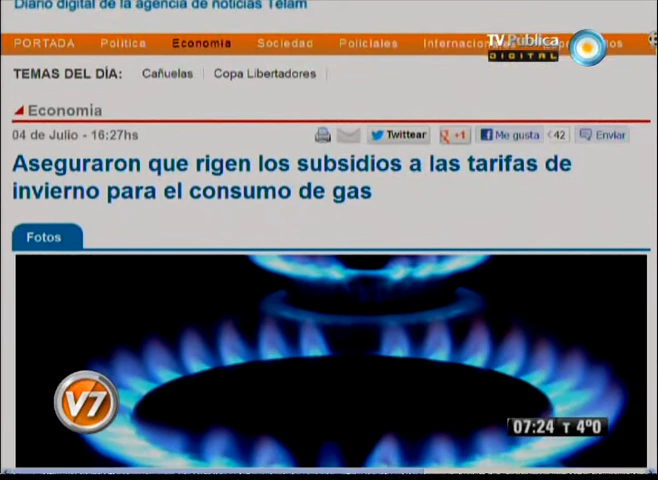 Diario digital de la agencia de noticias Télam
PORTADA Política Economía Sociedad Policiales
TV Pública
DIGITAL
TEMAS DEL DÍA: Cañuelas Copa Libertadores
Economía
04 de Julio - 16:27hs
Twittear +1 Me gusta 42 Enviar
Aseguraron que rigen los subsidios a las tarifas de
invierno para el consumo de gas
Fotos
V7
07:24 T 4º0